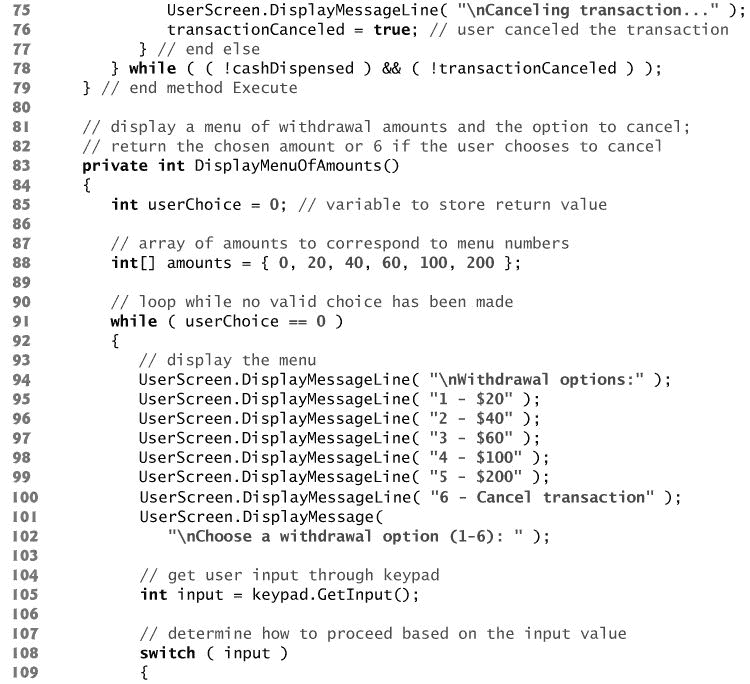 75 UserScreen.DisplayMessageLine( "\nCanceling transaction..." );
76 transactionCanceled = true; // user canceled the transaction
77 } // end else
78 } while ( ( !cashDispensed ) && ( !transactionCanceled ) );
79 } // end method Execute
80
81 // display a menu of withdrawal amounts and the option to cancel;
82 // return the chosen amount or 6 if the user chooses to cancel
83 private int DisplayMenuOfAmounts()
84 {
85 int userChoice = 0; // variable to store return value
86
87 // array of amounts to correspond to menu numbers
88 int[] amounts = { 0, 20, 40, 60, 100, 200 };
89
90 // loop while no valid choice has been made
91 while ( userChoice == 0 )
92 {
93 // display the menu
94 UserScreen.DisplayMessageLine( "\nWithdrawal options:" );
95 UserScreen.DisplayMessageLine( "1 - $20" );
96 UserScreen.DisplayMessageLine( "2 - $40" );
97 UserScreen.DisplayMessageLine( "3 - $60" );
98 UserScreen.DisplayMessageLine( "4 - $100" );
99 UserScreen.DisplayMessageLine( "5 - $200" );
100 UserScreen.DisplayMessageLine( "6 - Cancel transaction" );
101 UserScreen.DisplayMessage(
102 "\nChoose a withdrawal option (1-6): " );
103
104 // get user input through keypad
105 int input = keypad.GetInput();
106
107 // determine how to proceed based on the input value
108 switch ( input )
109 {